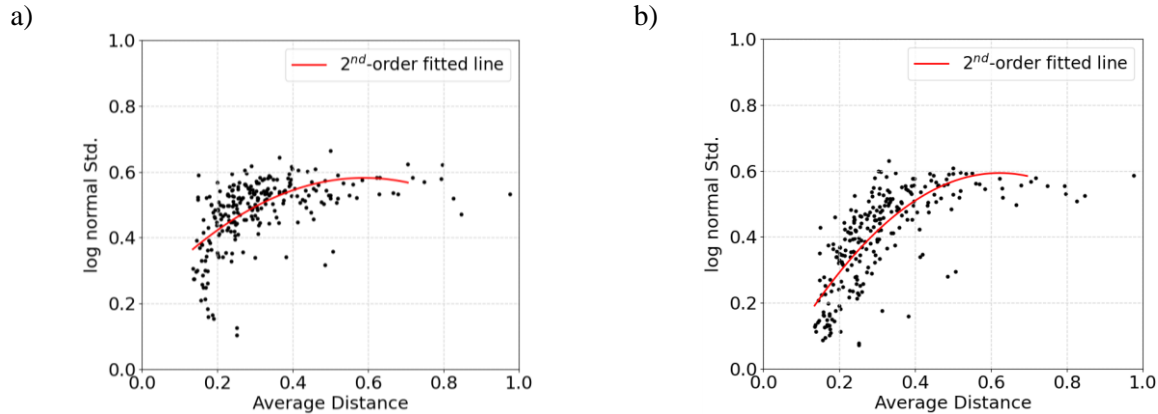 a)
1.0
0.8
0.6
0.4
0.2
0.0
log normal Std.
2nd-order fitted line
0.0 0.2 0.4 0.6 0.8 1.0
Average Distance
b)
1.0
0.8
0.6
0.4
0.2
0.0
log normal Std.
2nd-order fitted line
0.0 0.2 0.4 0.6 0.8 1.0
Average Distance